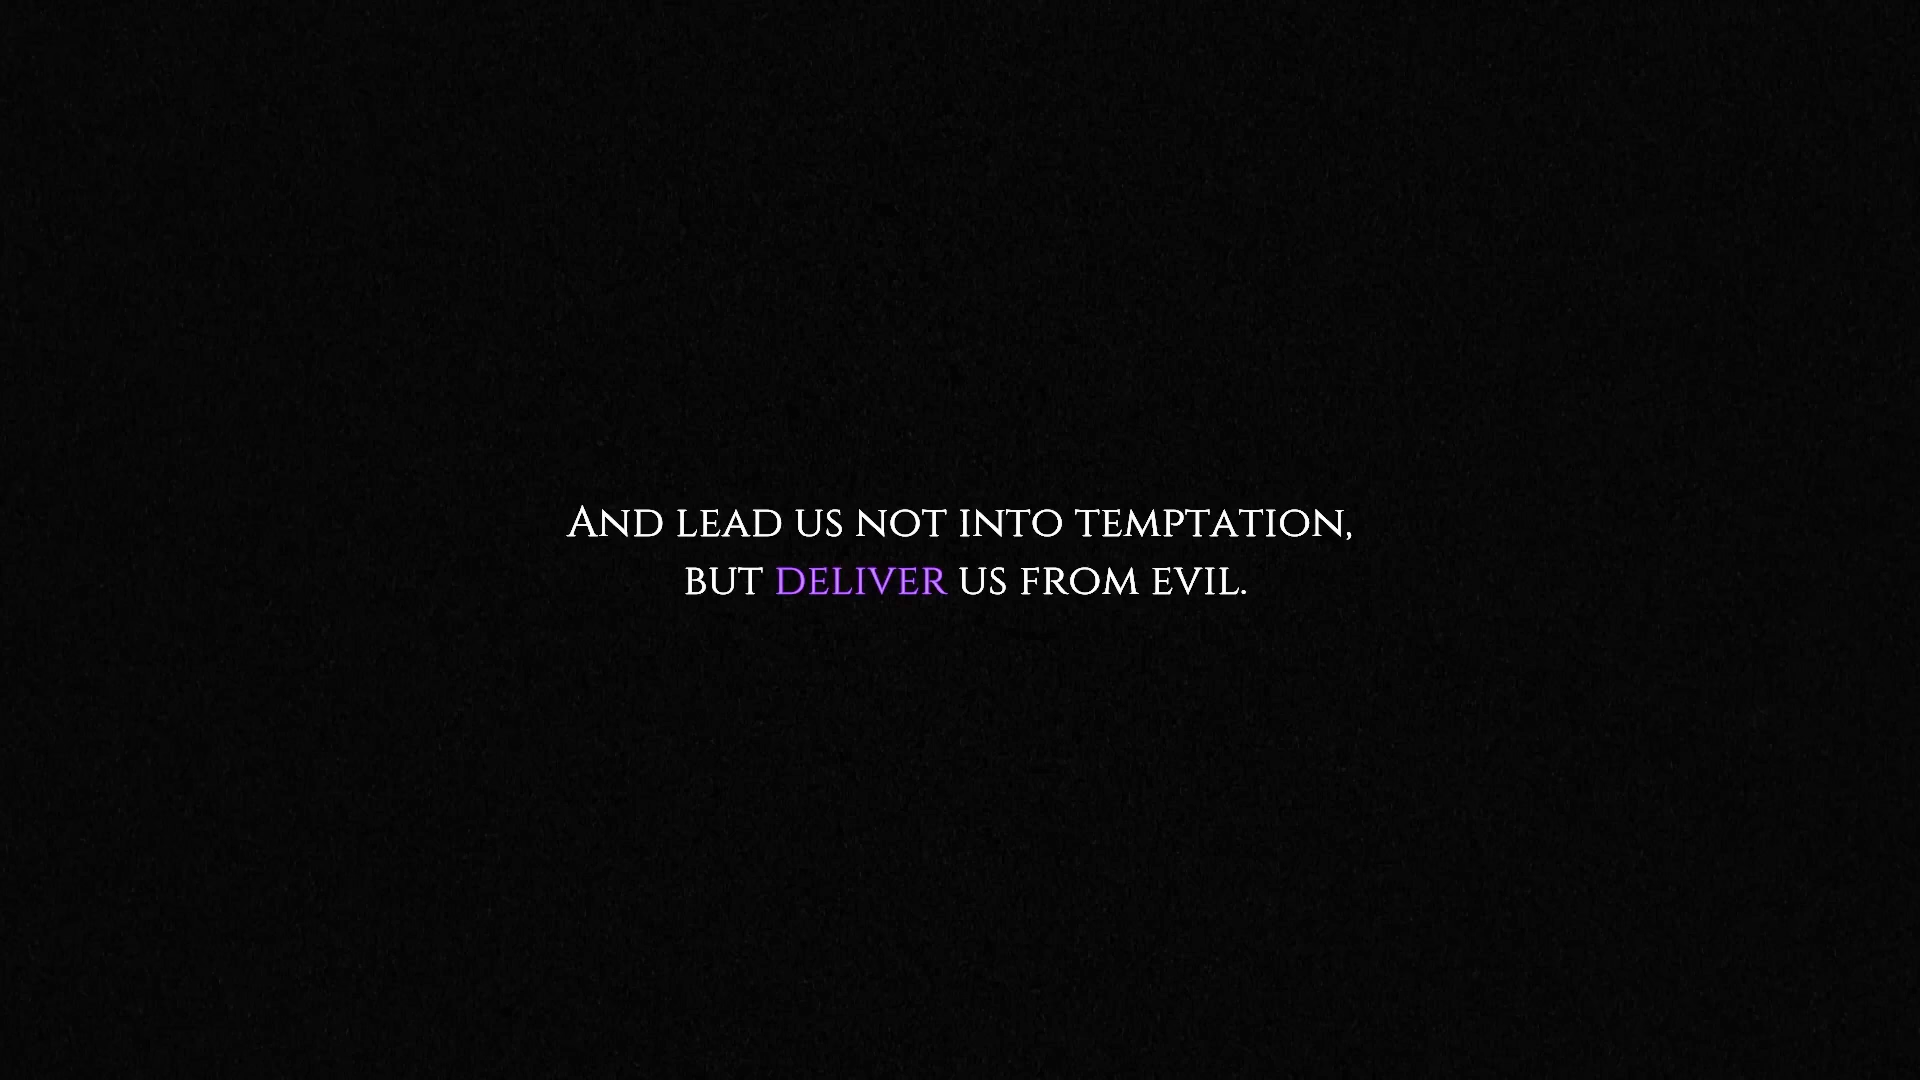 And lead us not into temptation,
but deliver us from evil.